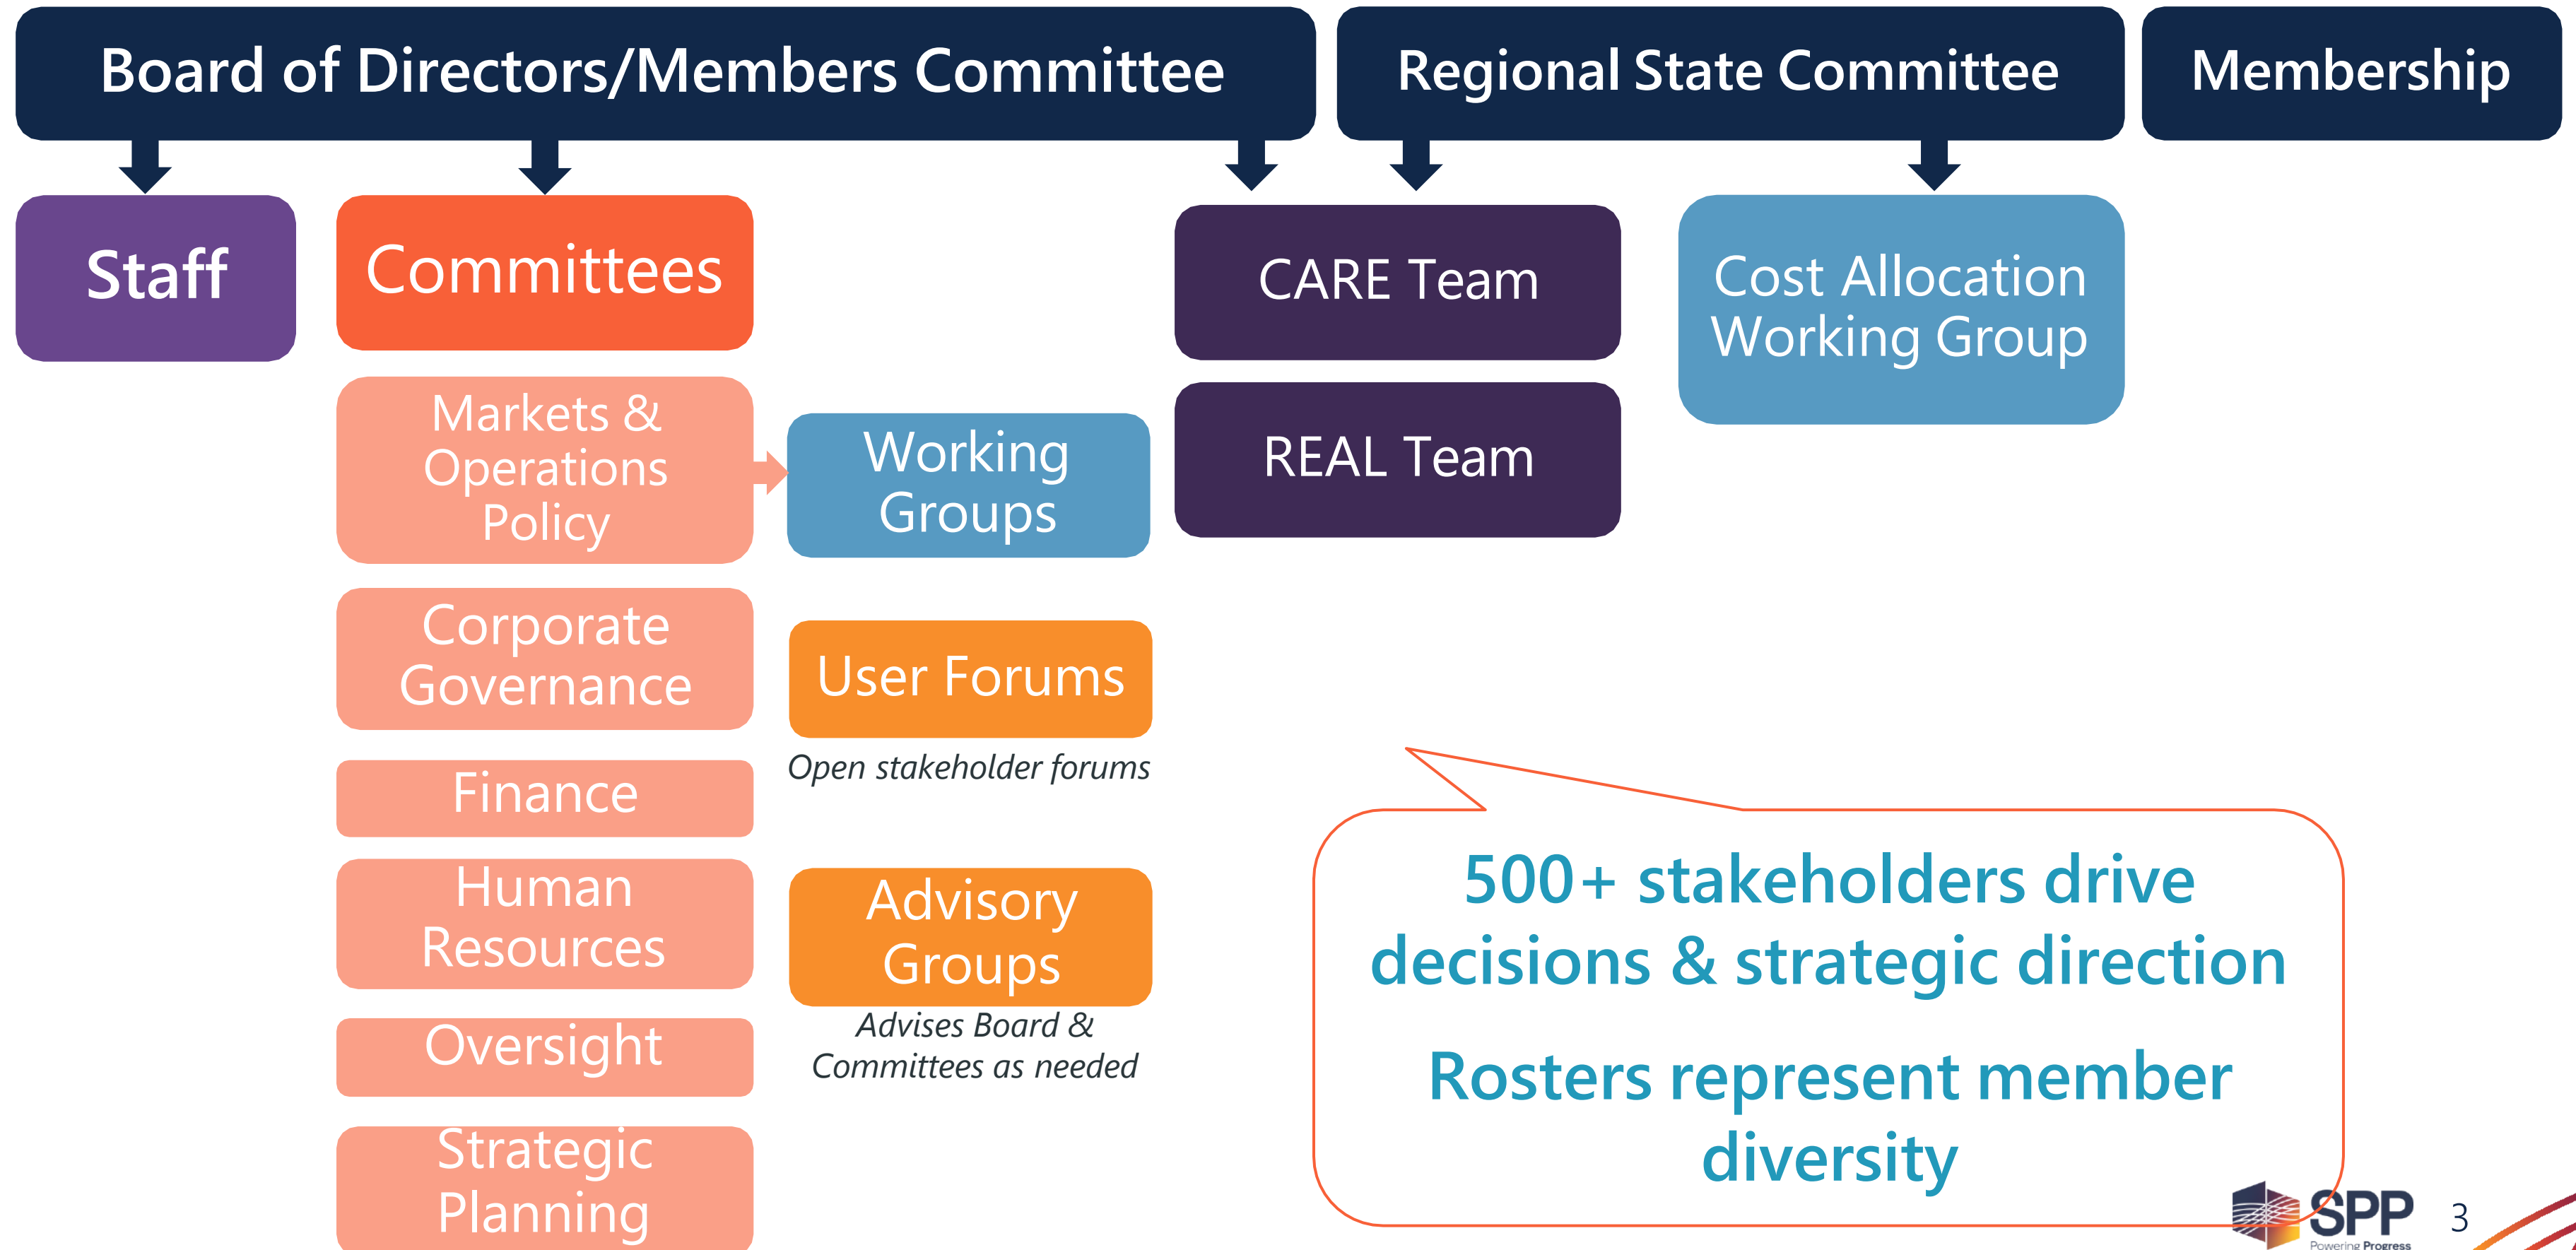 Board of Directors/Members Committee
Regional State Committee
Membership
Staff
Committees
Markets &
Operations
Policy
Corporate
Governance
Finance
Human
Resources
Oversight
Strategic
Planning
Working
Groups
User Forums
Open stakeholder forums
Advisory
Groups
Advises Board &
Committees as needed
CARE Team
REAL Team
Cost Allocation
Working Group
500+ stakeholders drive
decisions & strategic direction
Rosters represent member
diversity
SPP
Powering Progress
3